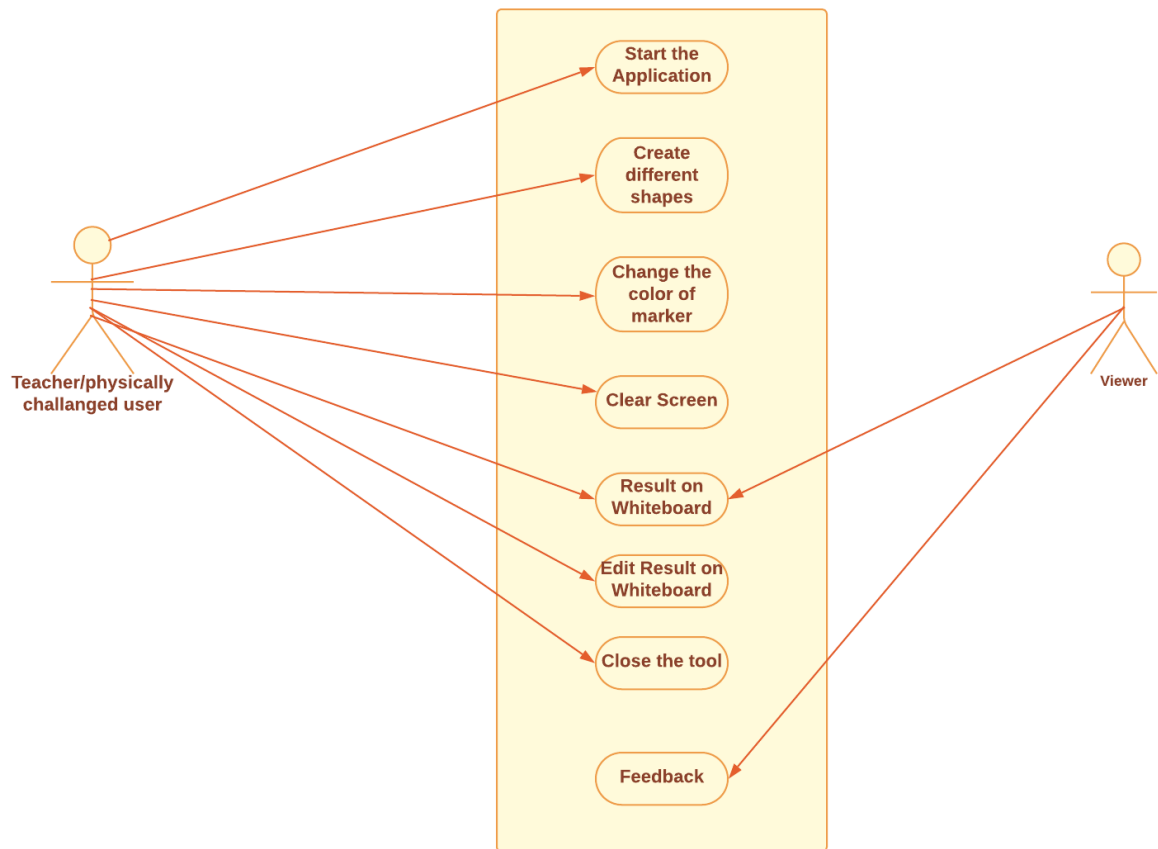 Start the
Application
Create
different
shapes
Change the
color of
marker
Teacher/physically
challanged user
Viewer
Clear Screen
Result on
Whiteboard
Edit Result on
Whiteboard
Close the tool
Feedback